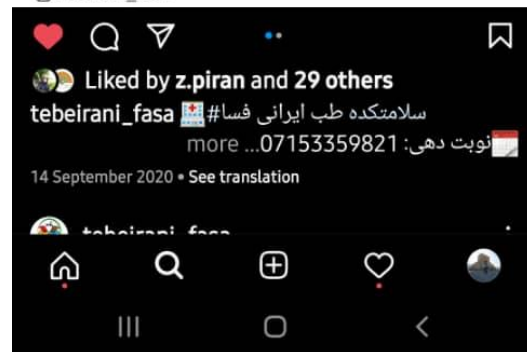 Liked by z.piran and 29 others
tebeirani_fasa 🏥#سلامتکده طب ایرانی فسا
📅نوبت دهی: 07153359821... more
14 September 2020 • See translation
tebeirani_fasa